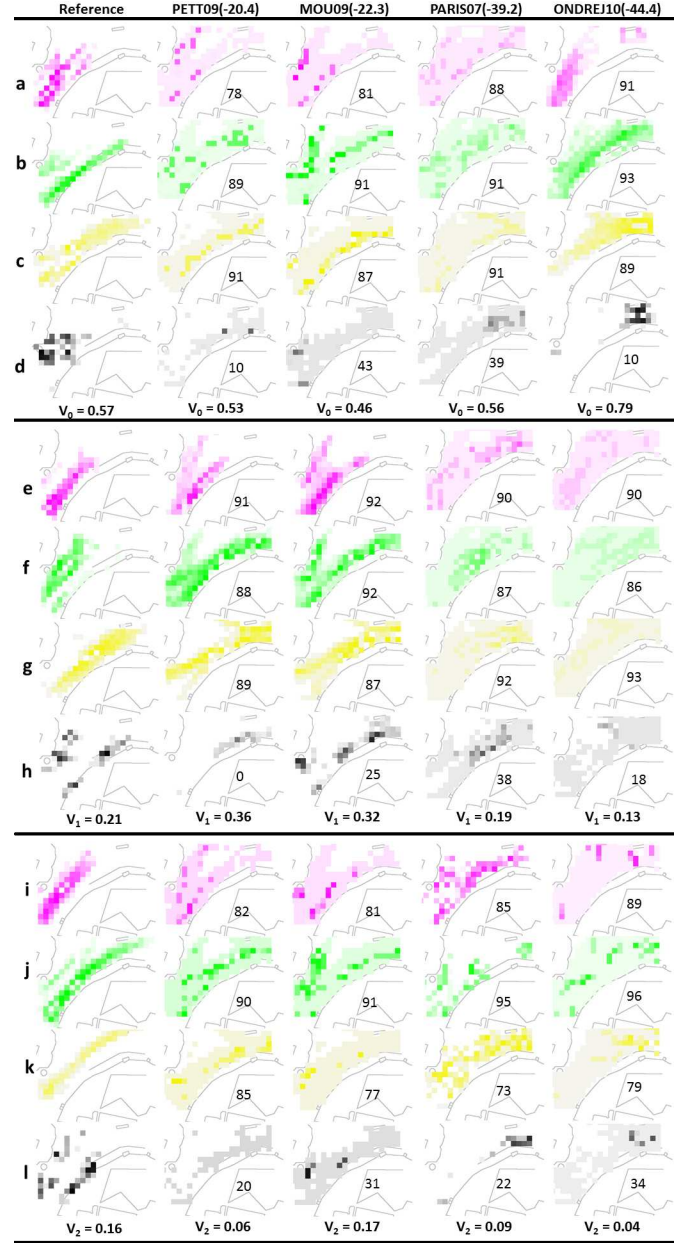 Reference PETT09(-20.4) MOU09(-22.3) PARIS07(-39.2) ONDREJ10(-44.4)
a 78 81 88 91
b 89 91 91 93
c 91 87 91 89
d 10 43 39 10
V₀ = 0.57 V₀ = 0.53 V₀ = 0.46 V₀ = 0.56 V₀ = 0.79
e 91 92 90 90
f 88 92 87 86
g 89 87 92 93
h 0 25 38 18
V₁ = 0.21 V₁ = 0.36 V₁ = 0.32 V₁ = 0.19 V₁ = 0.13
i 82 81 85 89
j 90 91 95 96
k 85 77 73 79
l 20 31 22 34
V₂ = 0.16 V₂ = 0.06 V₂ = 0.17 V₂ = 0.09 V₂ = 0.04